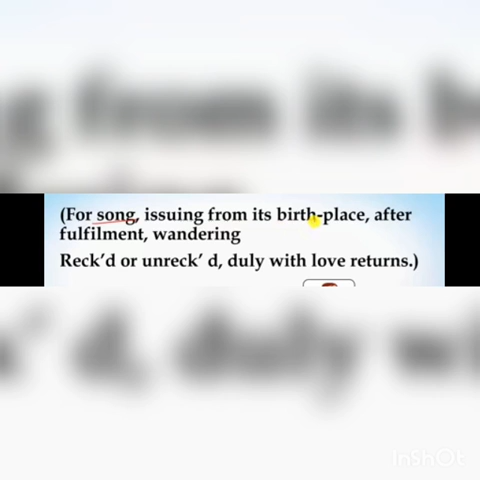 (For song, issuing from its birth-place, after
fulfilment, wandering
Reck'd or unreck' d, duly with love returns.)
InShOt